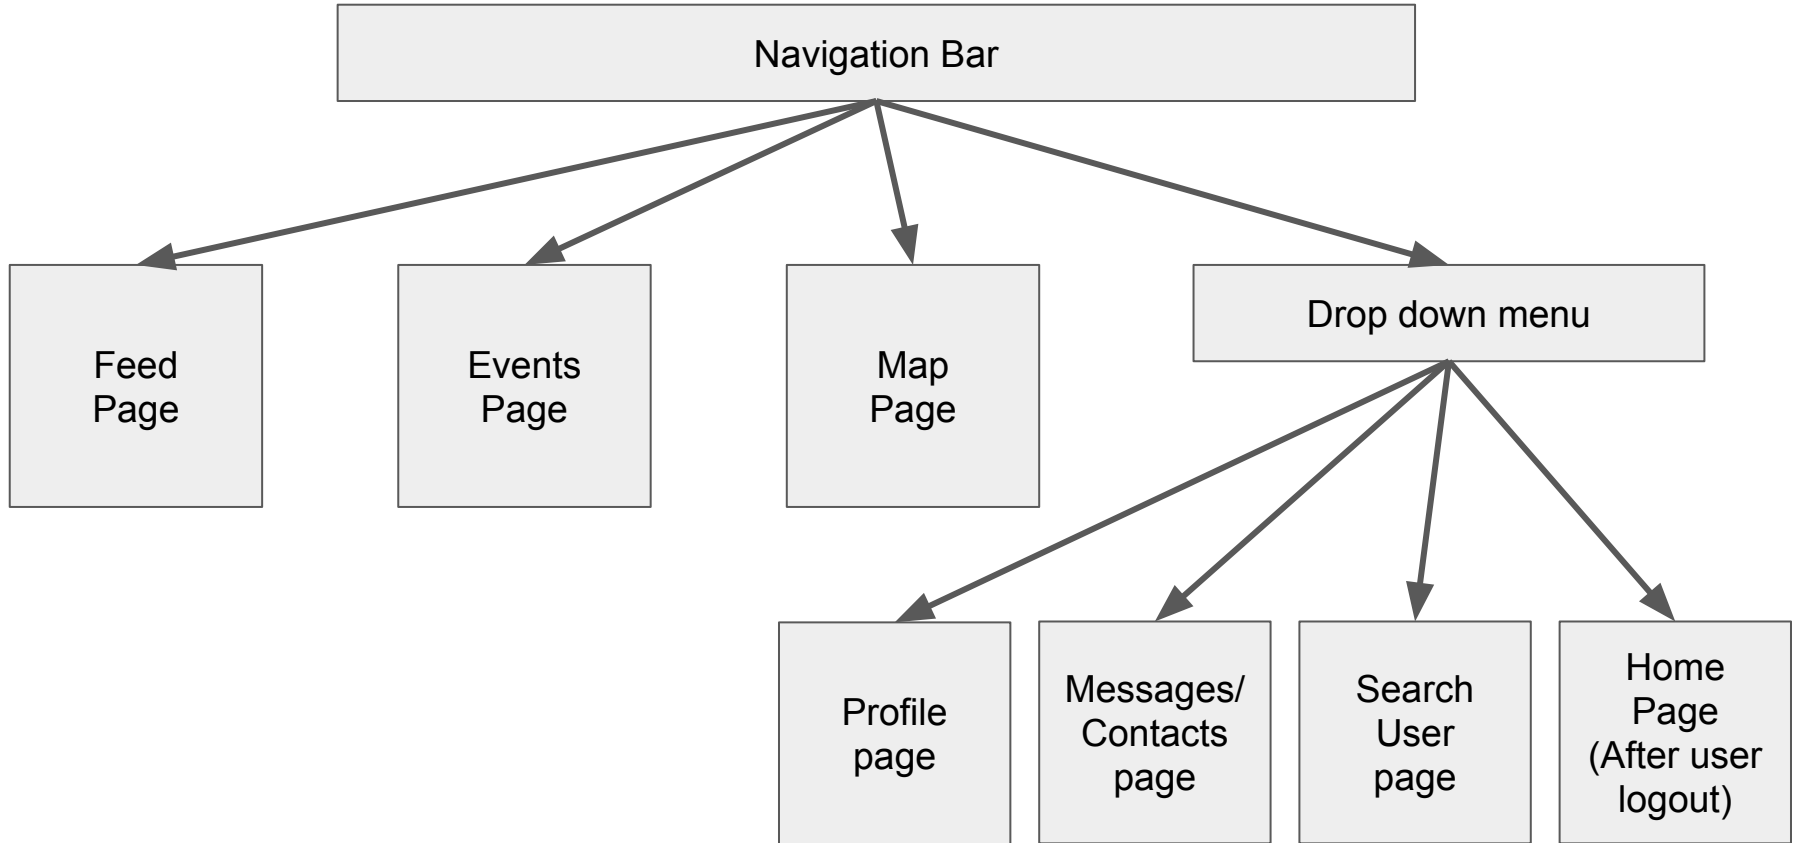 Navigation Bar
Feed
Page
Events
Page
Map
Page
Drop down menu
Profile
page
Messages/
Contacts
page
Search
User
page
Home
Page
(After user
logout)